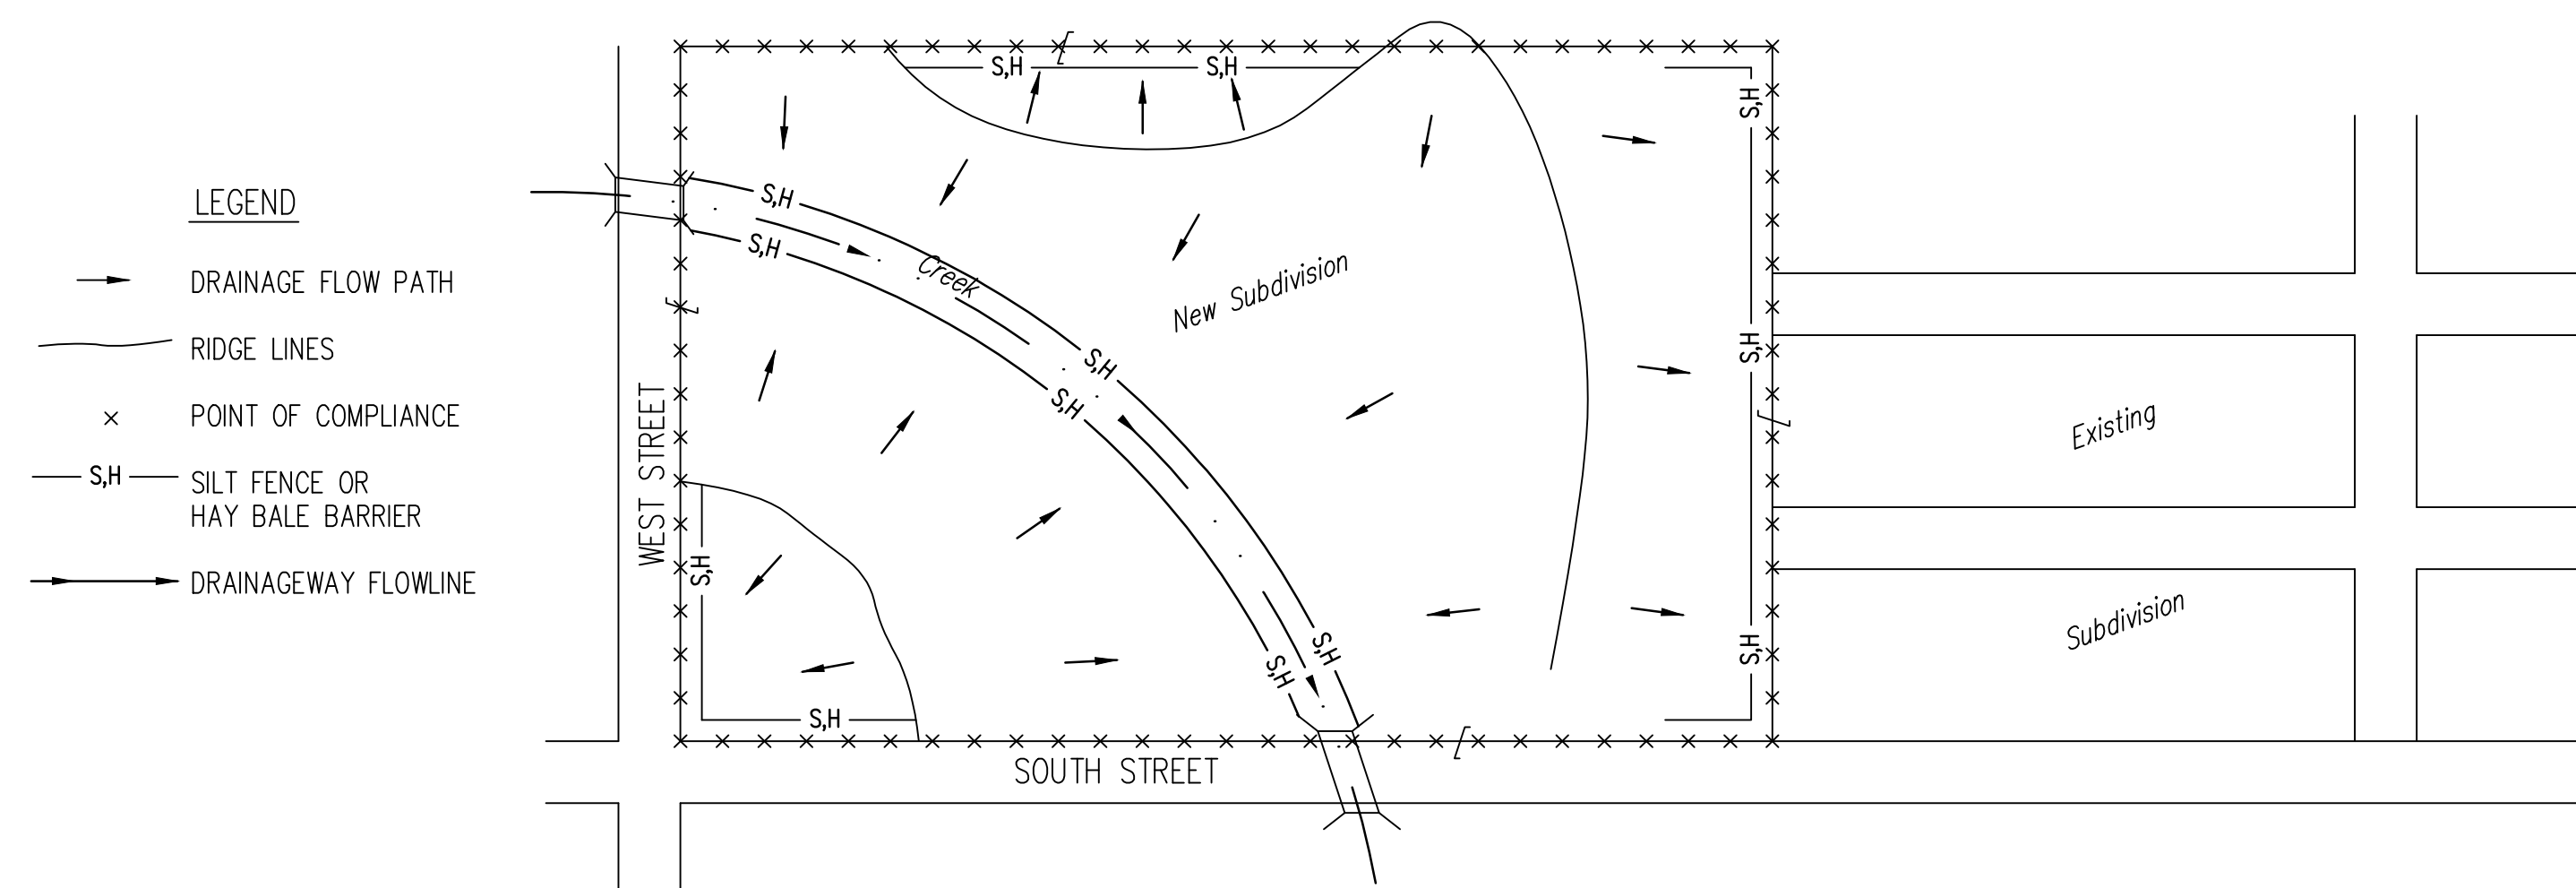 LEGEND
DRAINAGE FLOW PATH
RIDGE LINES
POINT OF COMPLIANCE
S,H
SILT FENCE OR
HAY BALE BARRIER
DRAINAGEWAY FLOWLINE
S,H
S,H
S,H
S,H
S,H
Creek
New Subdivision
S,H
S,H
S,H
WEST STREET
Existing
S,H
Subdivision
S,H
S,H
S,H
S,H
SOUTH STREET